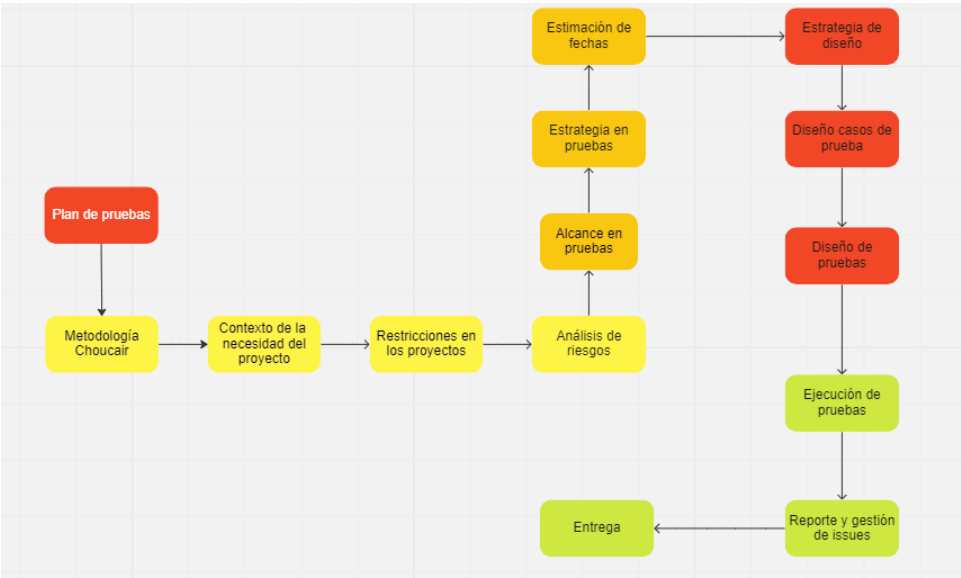 Plan de pruebas
Metodología
Choucair
Contexto de la
necesidad del
proyecto
Restricciones en
los proyectos
Análisis de
riesgos
Alcance en
pruebas
Estrategia en
pruebas
Estimación de
fechas
Estrategia de
diseño
Diseño casos de
prueba
Diseño de
pruebas
Ejecución de
pruebas
Reporte y gestión
de issues
Entrega